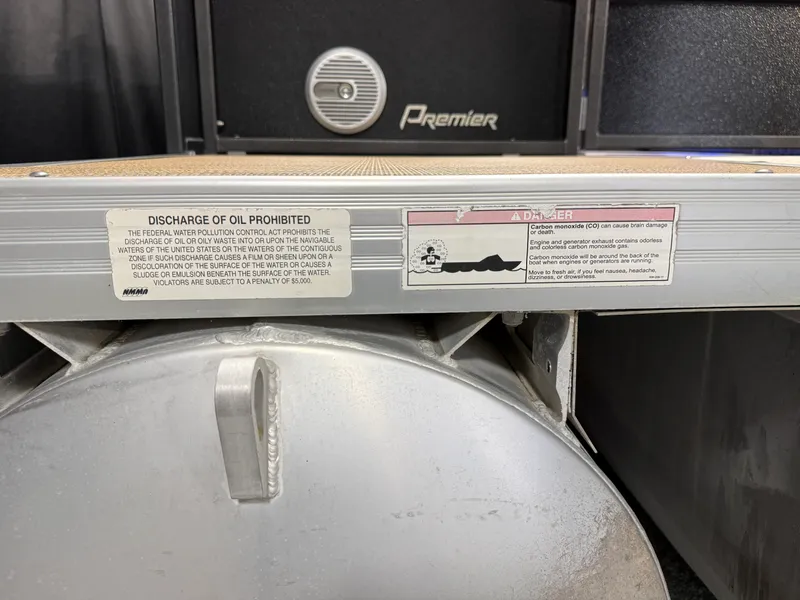 Premier
DISCHARGE OF OIL PROHIBITED
THE FEDERAL WATER POLLUTION CONTROL ACT PROHIBITS THE
DISCHARGE OF OIL OR OILY WASTE INTO OR UPON THE NAVIGABLE
WATERS OF THE UNITED STATES OR THE WATERS OF THE CONTIGUOUS
ZONE IF SUCH DISCHARGE CAUSES A FILM OR SHEEN UPON OR A
DISCOLORATION OF THE SURFACE OF THE WATER OR CAUSES A
SLUDGE OR EMULSION BENEATH THE SURFACE OF THE WATER.
VIOLATORS ARE SUBJECT TO A PENALTY OF $5,000.
NMMA
DANGER
Carbon monoxide (CO) can cause brain damage
or death.
Engine and generator exhaust contains odorless
and colorless carbon monoxide gas.
Carbon monoxide will be around the back of the
boat when engines or generators are running.
Move to fresh air, if you feel nausea, headache,
dizziness, or drowsiness.